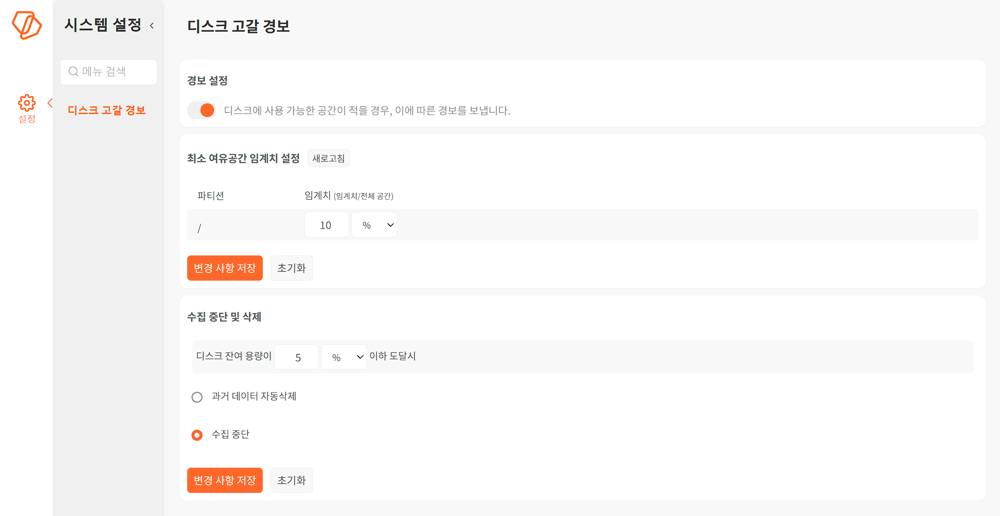 시스템 설정
메뉴 검색
설정
디스크 고갈 경보
디스크 고갈 경보
경보 설정
디스크에 사용 가능한 공간이 적을 경우, 이에 따른 경보를 보냅니다.
최소 여유공간 임계치 설정 새로고침
파티션 임계치 (임계치/전체 공간)
/ 10 %
변경 사항 저장 초기화
수집 중단 및 삭제
디스크 잔여 용량이 5 % 이하 도달시
과거 데이터 자동삭제
수집 중단
변경 사항 저장 초기화